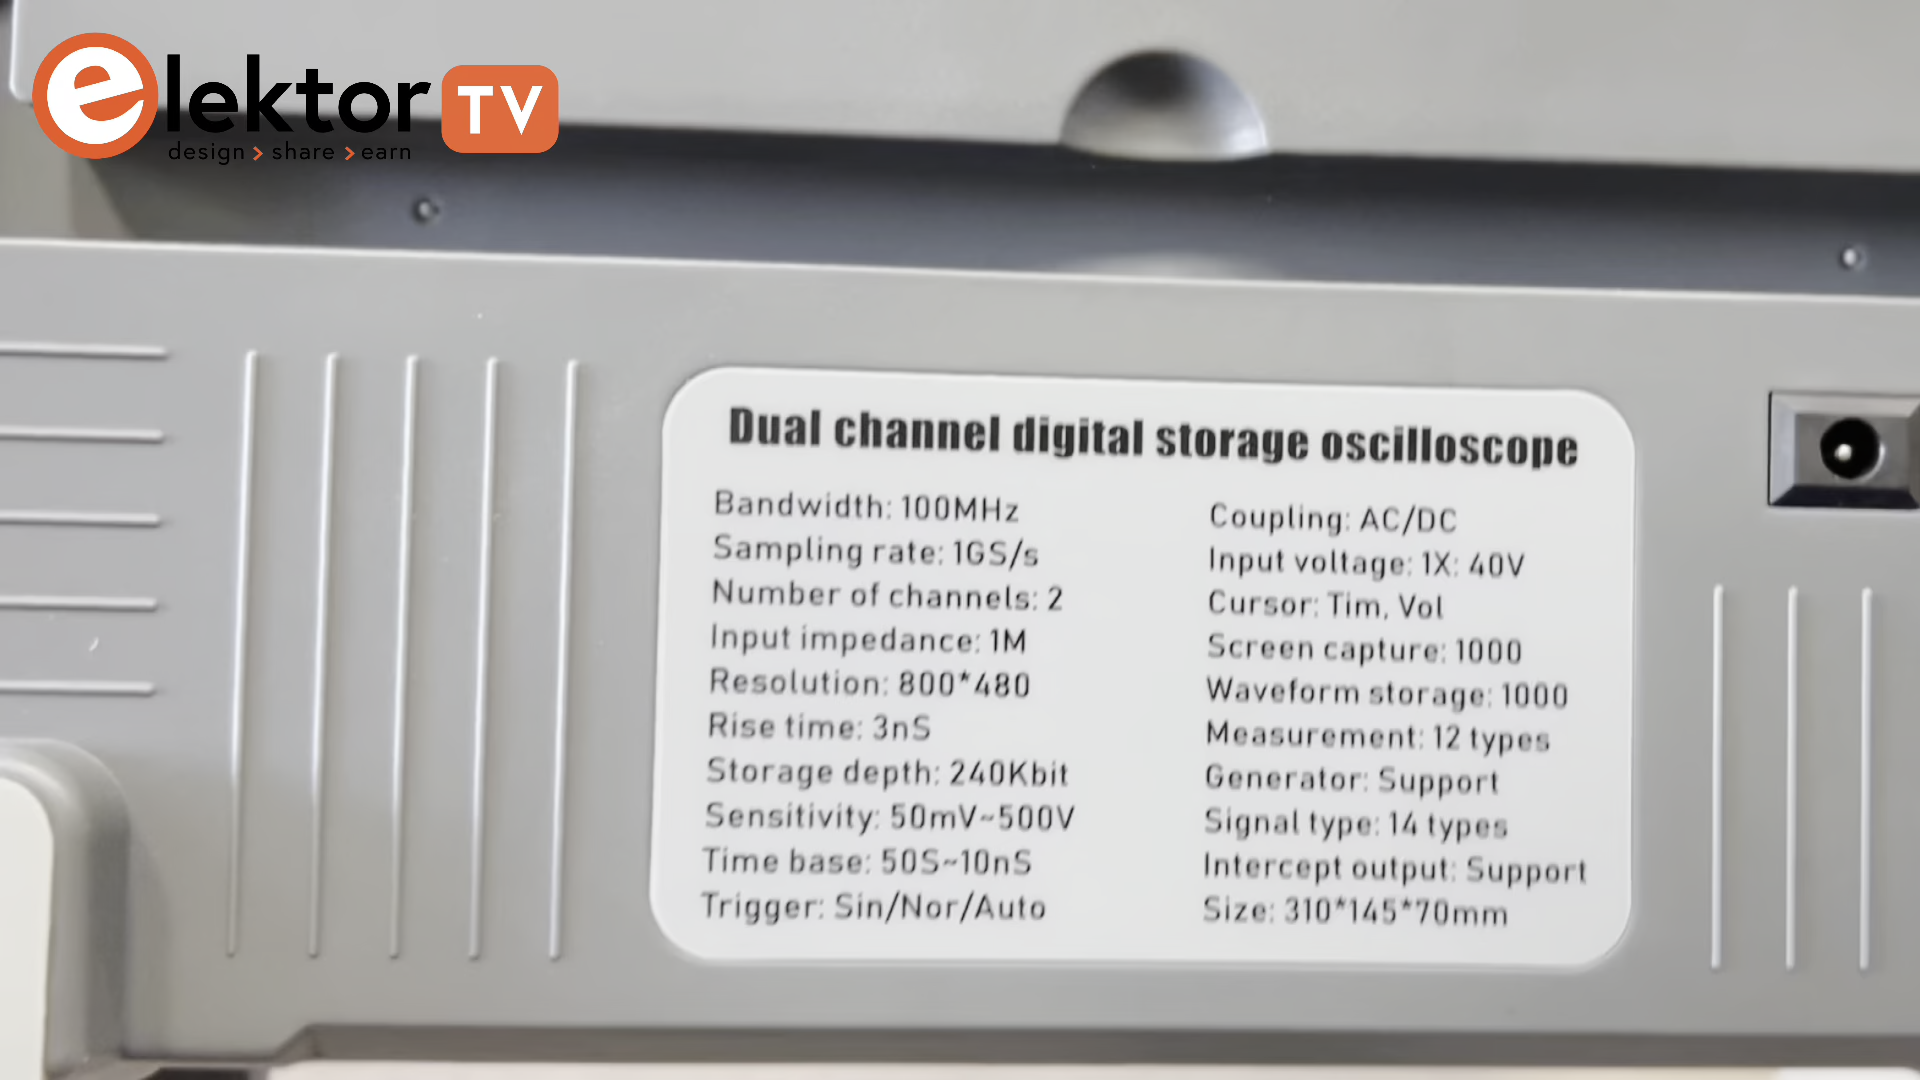 elektor TV
design > share > earn
Dual channel digital storage oscilloscope
Bandwidth: 100MHz
Sampling rate: 1GS/s
Number of channels: 2
Input impedance: 1M
Resolution: 800*480
Rise time: 3nS
Storage depth: 240Kbit
Sensitivity: 50mV~500V
Time base: 50S~10nS
Trigger: Sin/Nor/Auto
Coupling: AC/DC
Input voltage: 1X: 40V
Cursor: Tim, Vol
Screen capture: 1000
Waveform storage: 1000
Measurement: 12 types
Generator: Support
Signal type: 14 types
Intercept output: Support
Size: 310*145*70mm